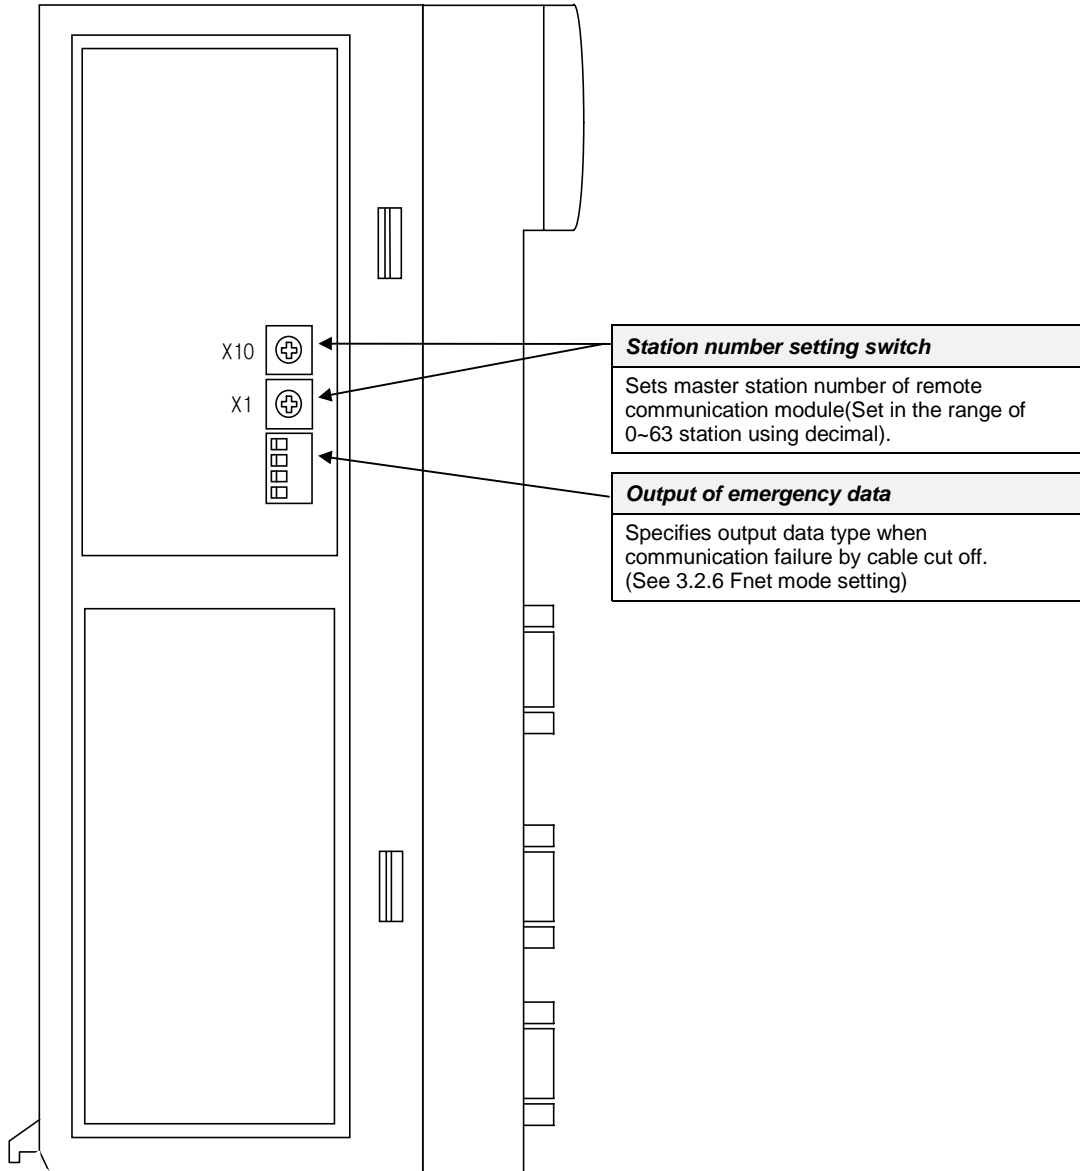 X10
X1
Station number setting switch
Sets master station number of remote
communication module(Set in the range of
0~63 station using decimal).
Output of emergency data
Specifies output data type when
communication failure by cable cut off.
(See 3.2.6 Fnet mode setting)